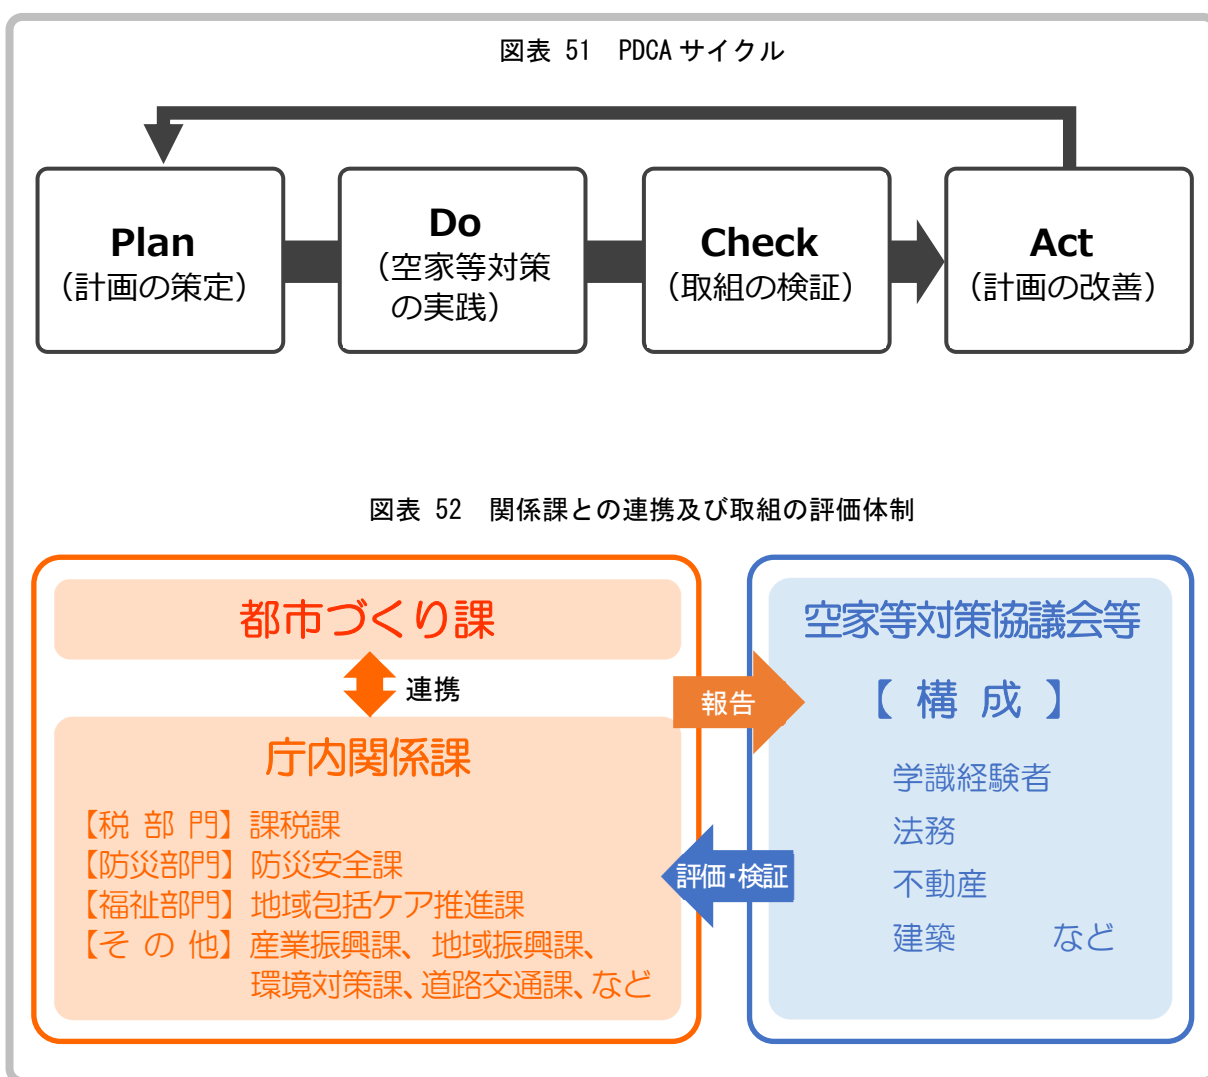 図表 51 PDCAサイクル
Plan
(計画の策定)
Do
(空家等対策
の実践)
Check
(取組の検証)
Act
(計画の改善)
図表 52 関係課との連携及び取組の評価体制
都市づくり課
連携
庁内関係課
【税 部 門】課税課
【防災部門】防災安全課
【福祉部門】地域包括ケア推進課
【そ の 他】産業振興課、地域振興課、
環境対策課、道路交通課、など
報告
評価・検証
空家等対策協議会等
【 構 成 】
学識経験者
法務
不動産
建築 など